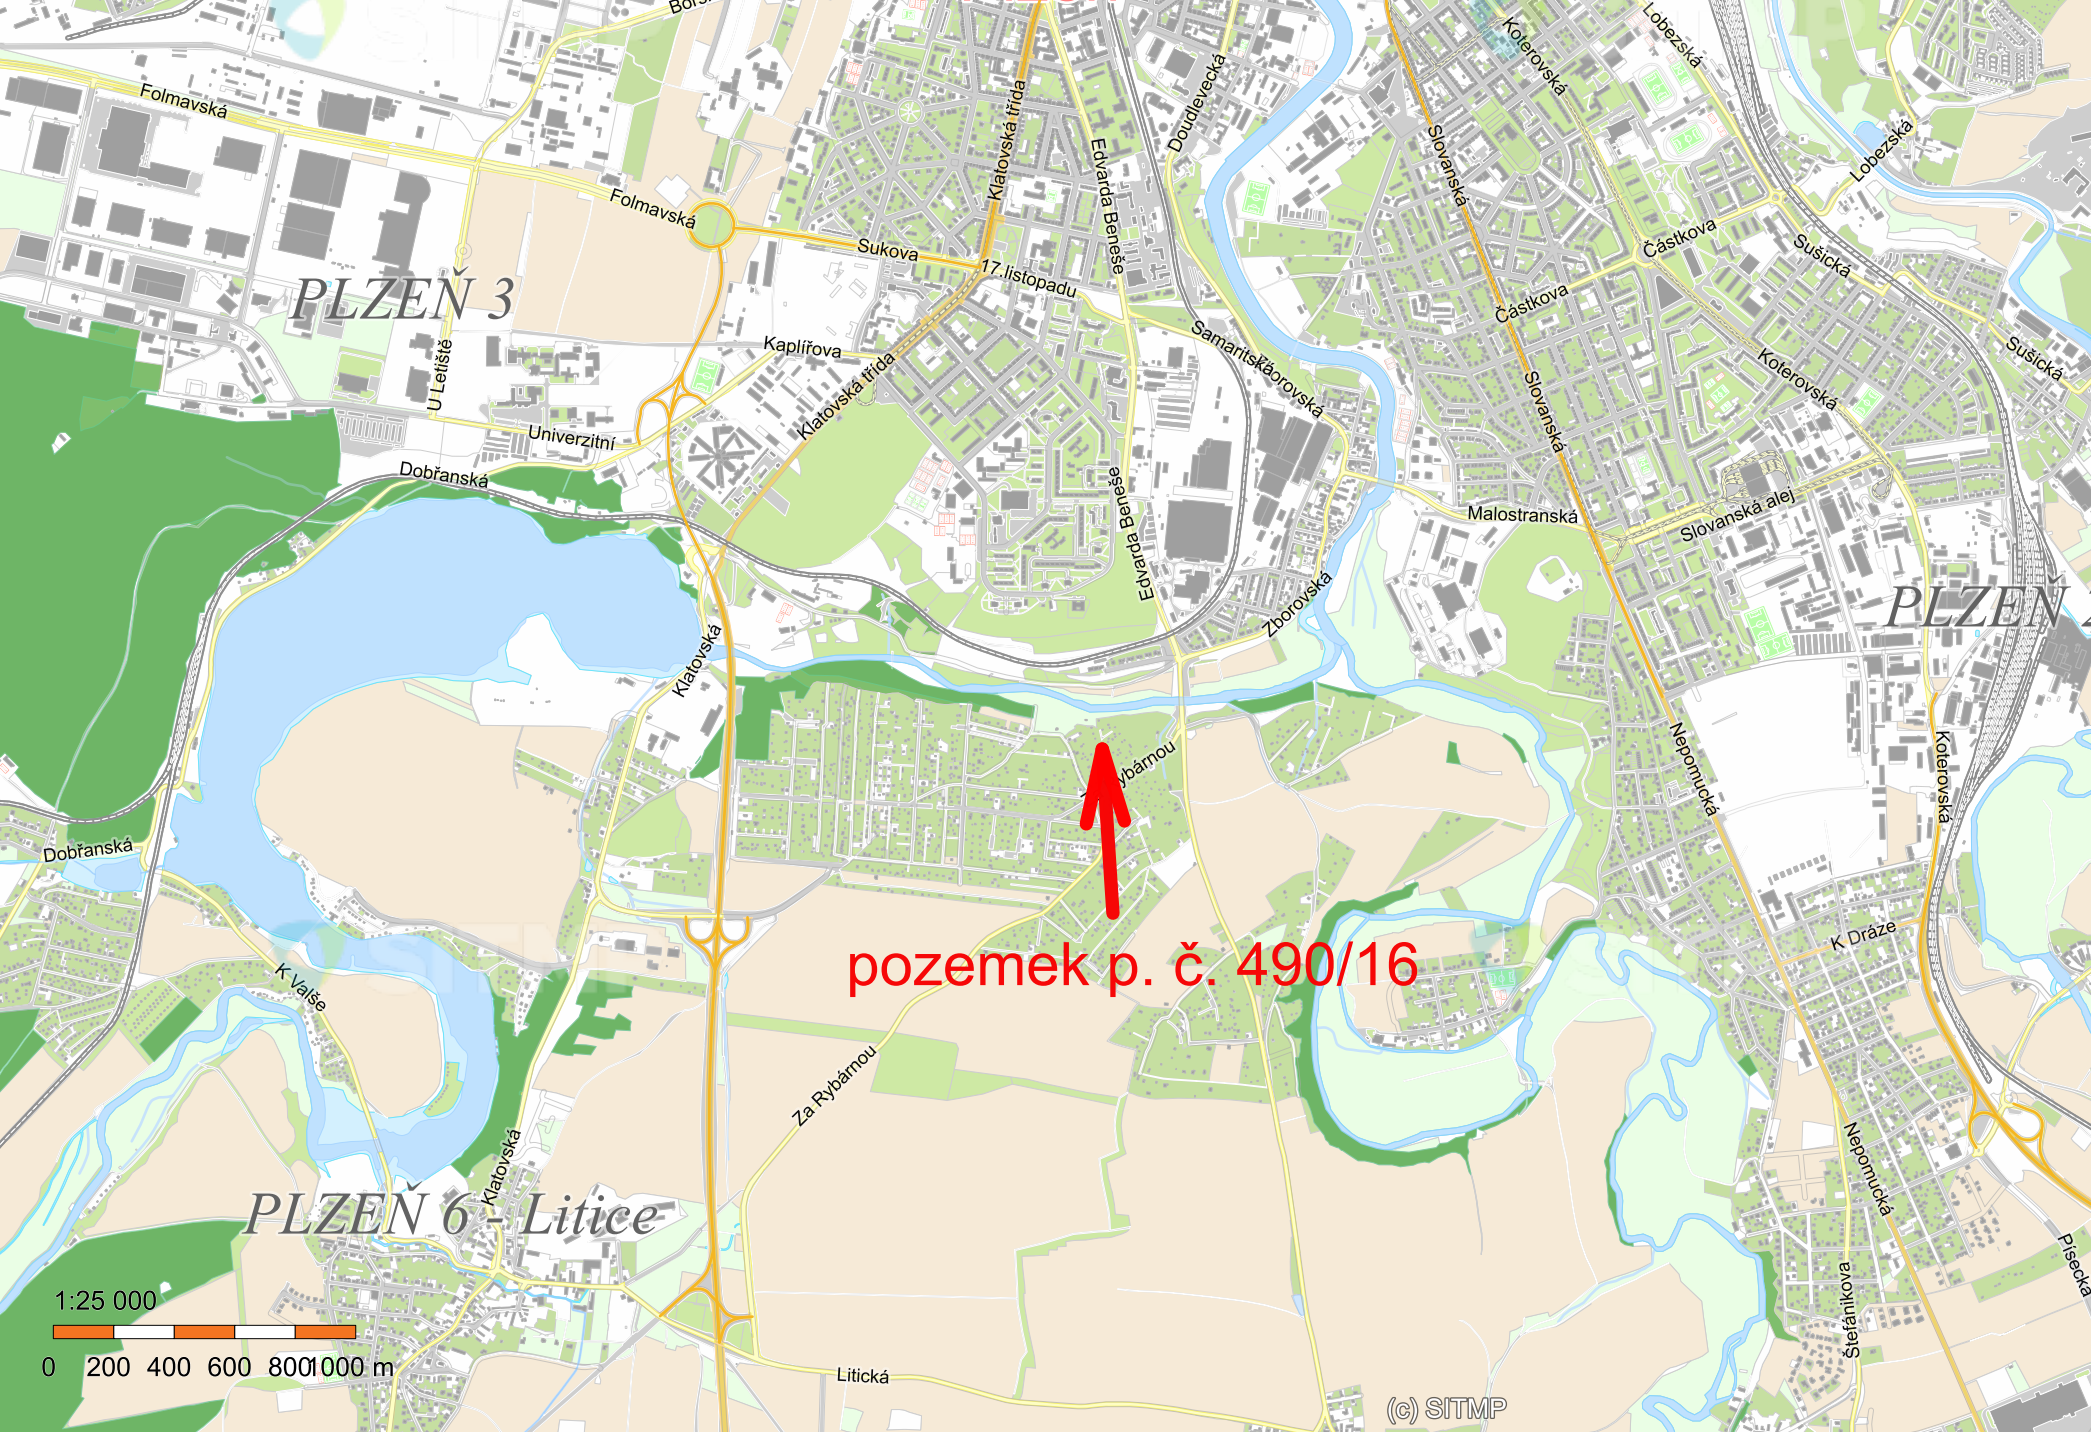 Folmavská
Folmavská
Sukova
17.listopadu
Klatovská třída
Edvarda Beneše
Doudlevecká
Slovanská
Koterovská
Lobezská
Lobezská
Částkova
Částkova
Sušická
Sušická
PLZEŇ 3
U Letiště
Kaplířova
Klatovská třída
Samaritská
Slovanská
Koterovská
Univerzitní
Dobřanská
Edvarda Beneše
Malostranská
Slovanská alej
Zborovská
PLZEŇ
Klatovská
Nepomucká
Koterovská
Dobřanská
K Dráze
pozemek p. č. 490/16
K Valše
Za Rybárnou
Klatovská
Nepomucká
PLZEŇ 6 - Litice
Písecká
Štefánikova
1:25 000
0 200 400 600 800 1000 m
Litická
(c) SITMP